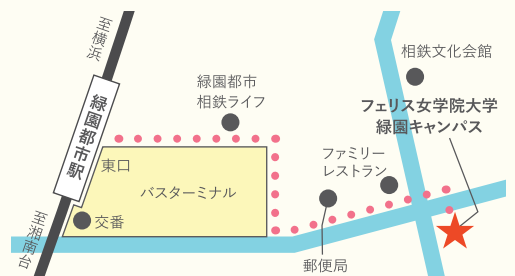 至横浜
緑園都市駅
至湘南台
東口
バスターミナル
交番
緑園都市
相鉄ライフ
ファミリー
レストラン
郵便局
相鉄文化会館
フェリス女学院大学
緑園キャンパス